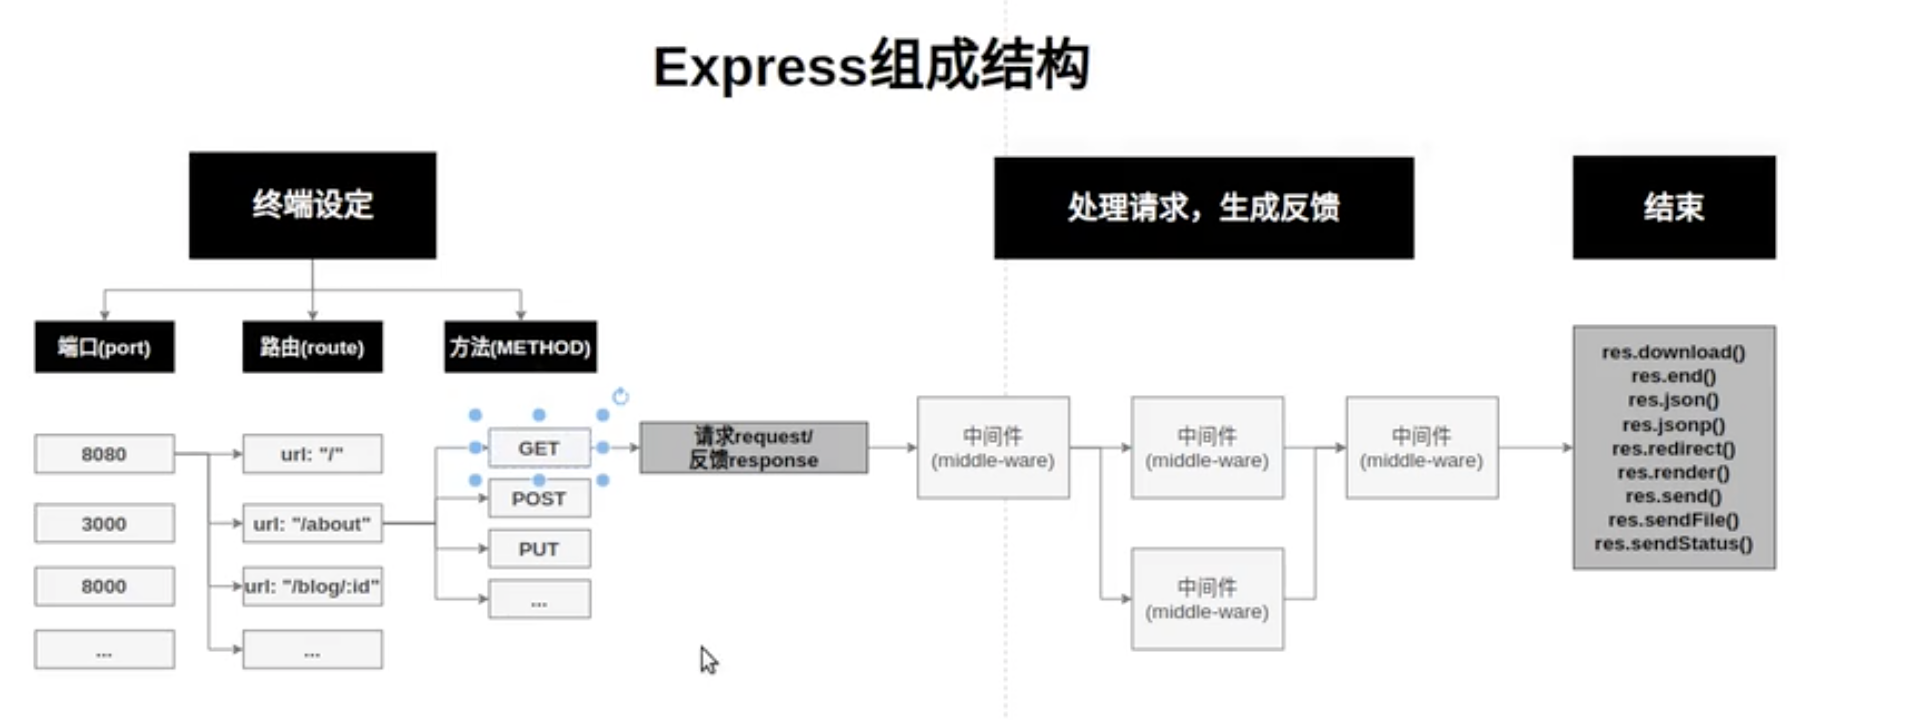 Express组成结构
终端设定
处理请求，生成反馈
结束
端口(port)
路由(route)
方法(METHOD)
8080
3000
8000
...
url: "/"
url: "/about"
url: "/blog/:id"
...
GET
POST
PUT
...
请求request/
反馈response
中间件
(middle-ware)
中间件
(middle-ware)
中间件
(middle-ware)
中间件
(middle-ware)
res.download()
res.end()
res.json()
res.jsonp()
res.redirect()
res.render()
res.send()
res.sendFile()
res.sendStatus()